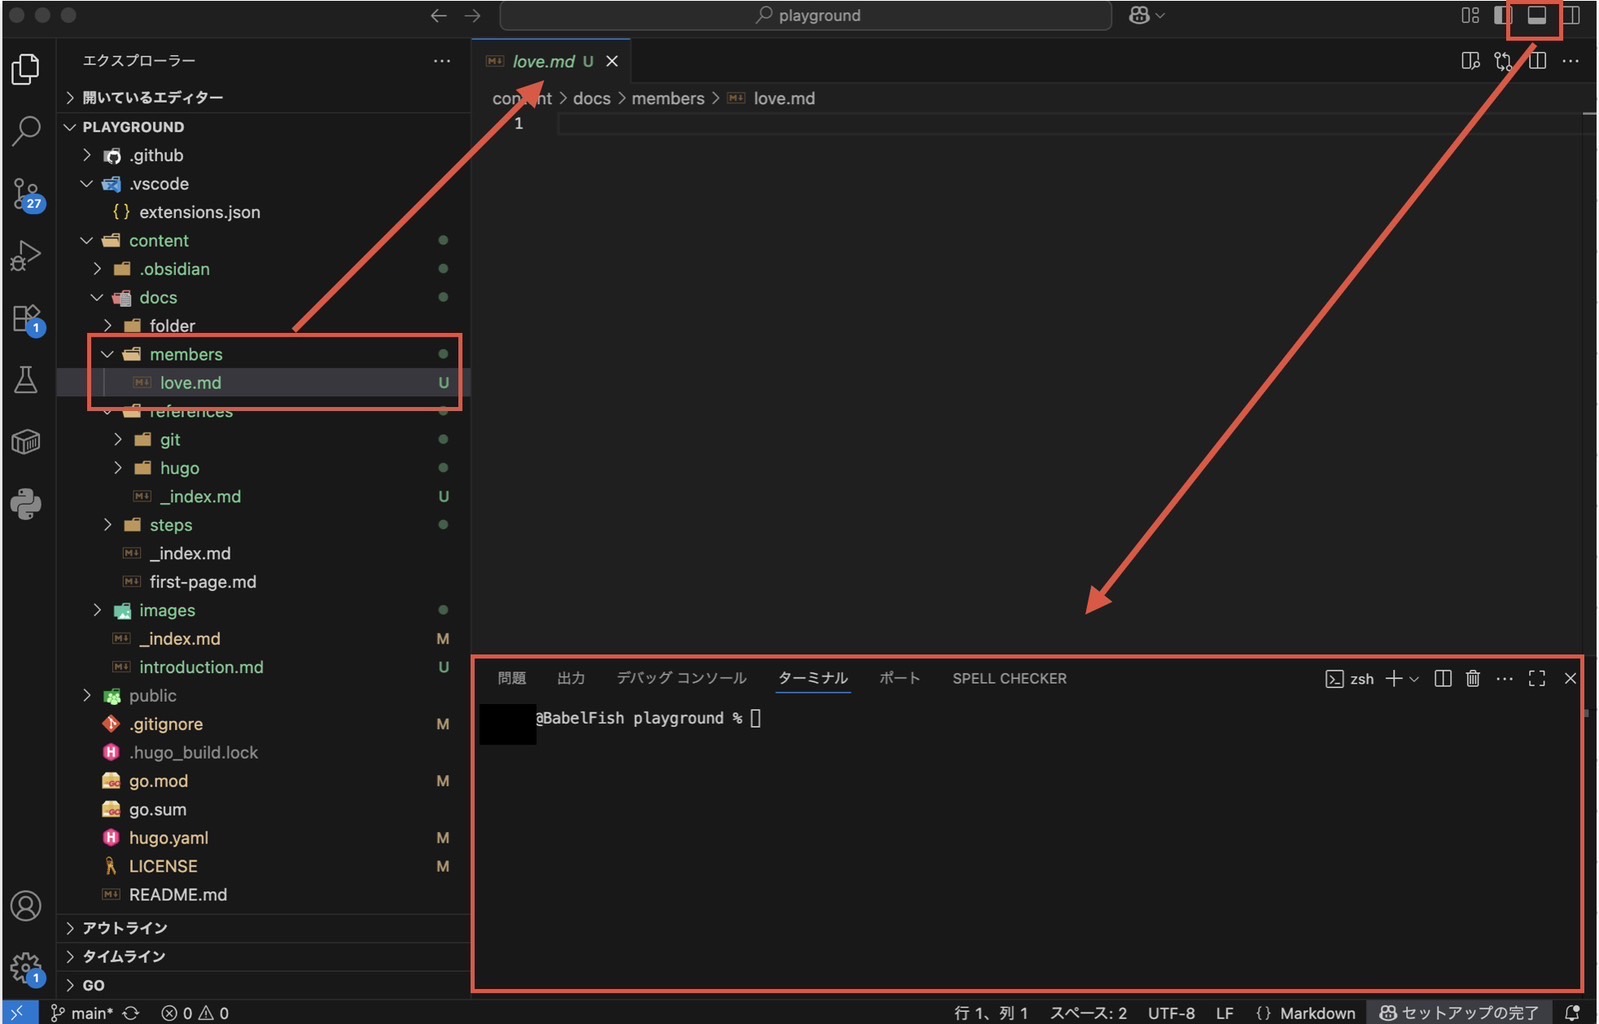 playground
エクスプローラー
開いているエディター
PLAYGROUND
.github
.vscode
{} extensions.json
content
.obsidian
docs
folder
members
love.md U
references
git
hugo
_index.md U
steps
_index.md
first-page.md
images
_index.md M
introduction.md U
public
.gitignore M
.hugo_build.lock
go.mod M
go.sum
hugo.yaml M
LICENSE M
README.md
アウトライン
タイムライン
GO
27
1
1
love.md U
content > docs > members > love.md
1
問題 出力 デバッグ コンソール ターミナル ポート SPELL CHECKER zsh
@BabelFish playground %
main* 0 0 行 1、列 1 スペース: 2 UTF-8 LF {} Markdown セットアップの完了